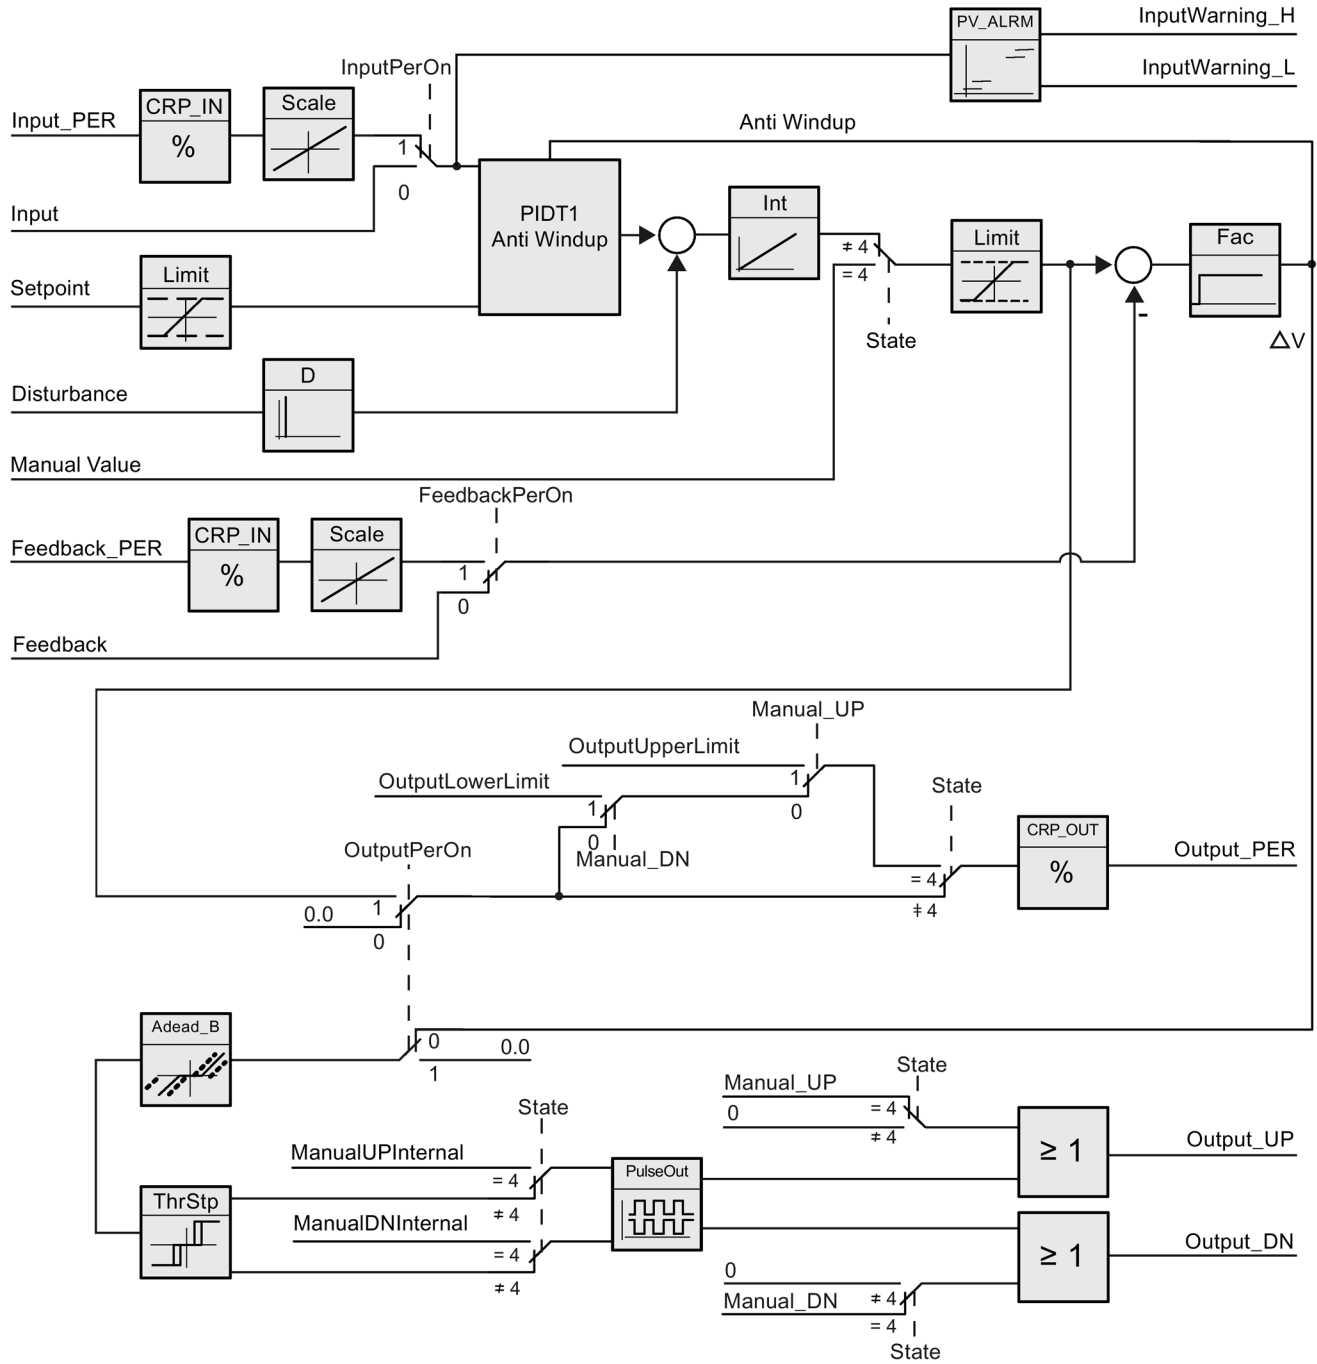 PV_ALRM
InputWarning_H
InputWarning_L
InputPerOn
Input_PER
CRP_IN
%
Scale
1
0
Anti Windup
Input
PIDT1
Anti Windup
Int
≠ 4
= 4
State
Limit
Fac
-
△V
Setpoint
Limit
Disturbance
D
Manual Value
FeedbackPerOn
Feedback_PER
CRP_IN
%
Scale
1
0
Feedback
Manual_UP
OutputUpperLimit
1
0
OutputLowerLimit
1
0
Manual_DN
State
= 4
≠ 4
CRP_OUT
%
Output_PER
OutputPerOn
0.0
1
0
Adead_B
0
0.0
1
State
Manual_UP
= 4
0
≠ 4
≥ 1
Output_UP
State
ManualUPInternal
= 4
≠ 4
PulseOut
ThrStp
ManualDNInternal
= 4
≠ 4
≥ 1
Output_DN
0
≠ 4
Manual_DN
= 4
State